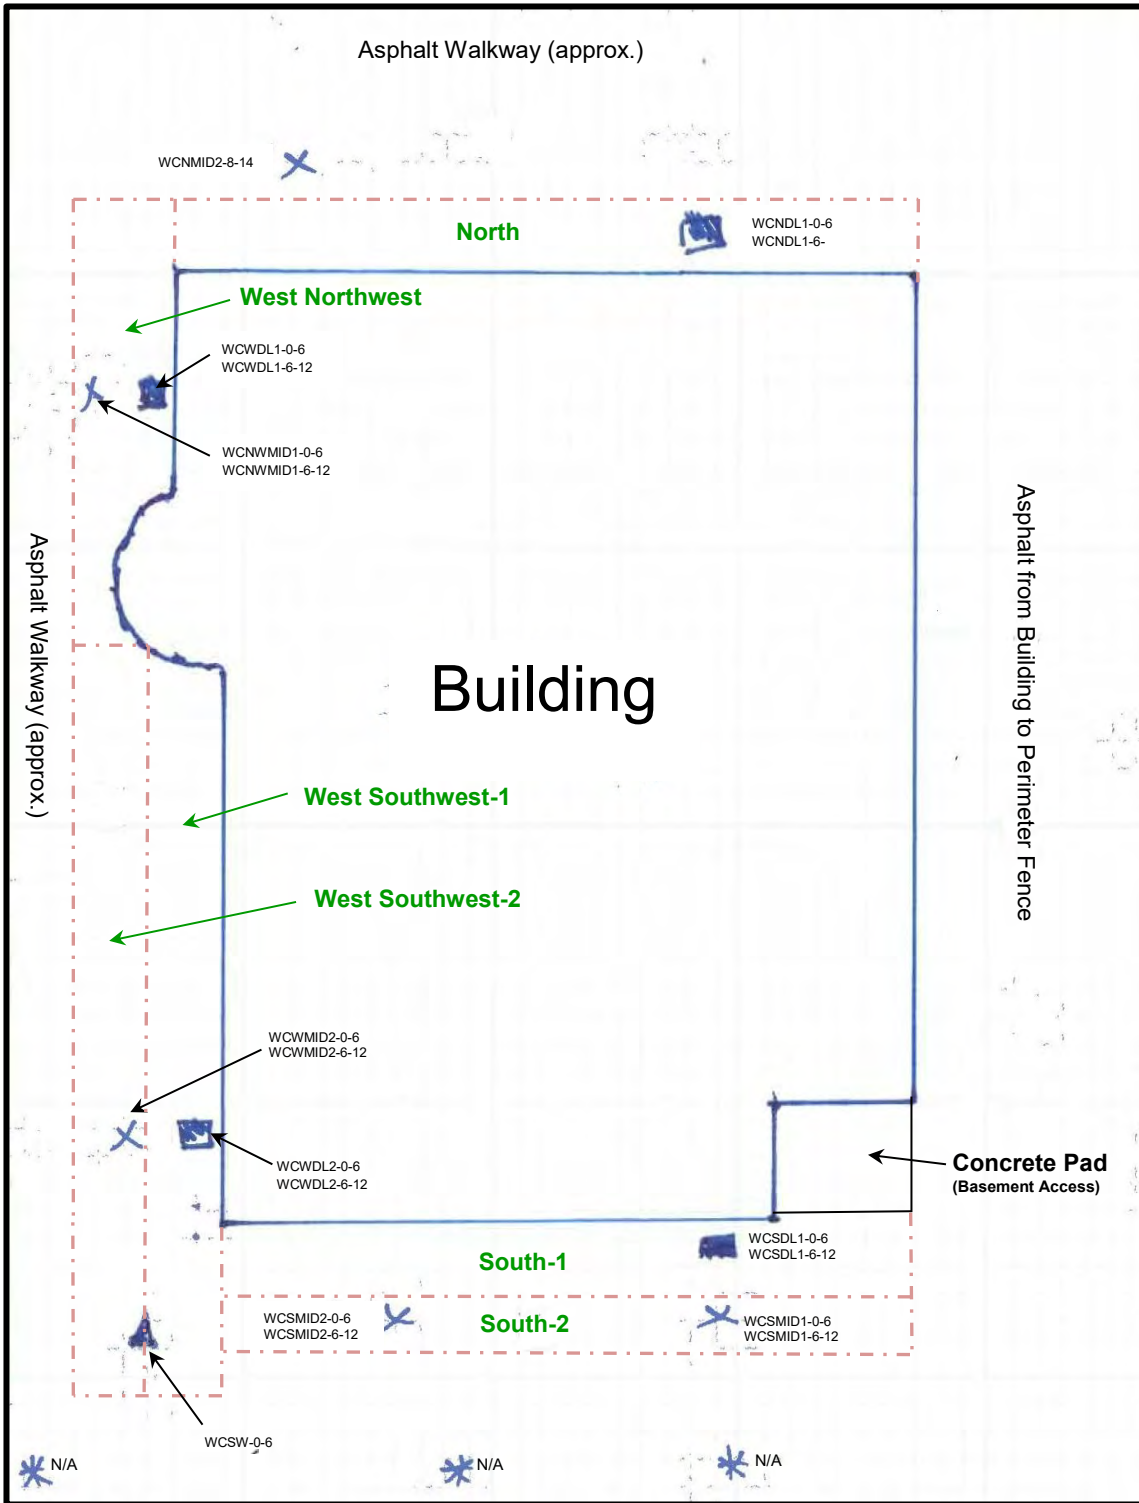 Asphalt Walkway (approx.)
WCNMID2-8-14
North
WCNDL1-0-6
WCNDL1-6-
West Northwest
WCWDL1-0-6
WCWDL1-6-12
WCNWMID1-0-6
WCNWMID1-6-12
Asphalt Walkway (approx.)
Asphalt from Building to Perimeter Fence
Building
West Southwest-1
West Southwest-2
WCWMID2-0-6
WCWMID2-6-12
WCWDL2-0-6
WCWDL2-6-12
Concrete Pad
(Basement Access)
WCSDL1-0-6
WCSDL1-6-12
South-1
WCSMID2-0-6
WCSMID2-6-12
South-2
WCSMID1-0-6
WCSMID1-6-12
WCSW-0-6
N/A
N/A
N/A